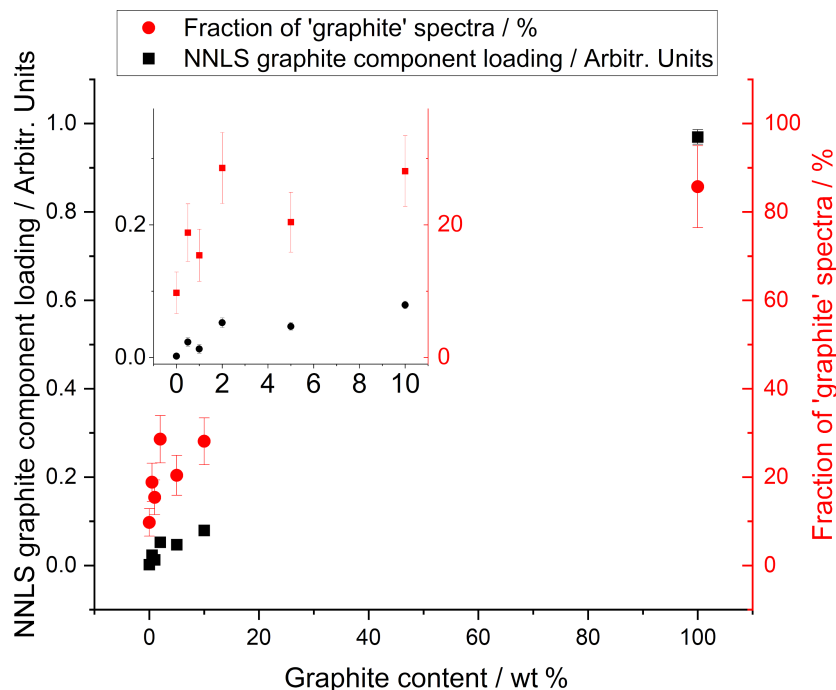 Fraction of 'graphite' spectra / %
NNLS graphite component loading / Arbitr. Units
NNLS graphite component loading / Arbitr. Units
1.0
0.8
0.6
0.4
0.2
0.0
0.2
0.0
20
0
0 2 4 6 8 10
100
80
60
40
20
0
Fraction of 'graphite' spectra / %
0 20 40 60 80 100
Graphite content / wt %